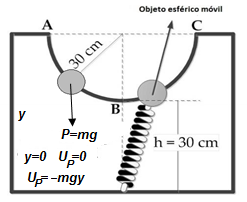 Objeto esférico móvil
A
C
30 cm
B
y
P=mg
y=0 U_P=0
U_P=-mgy
h = 30 cm